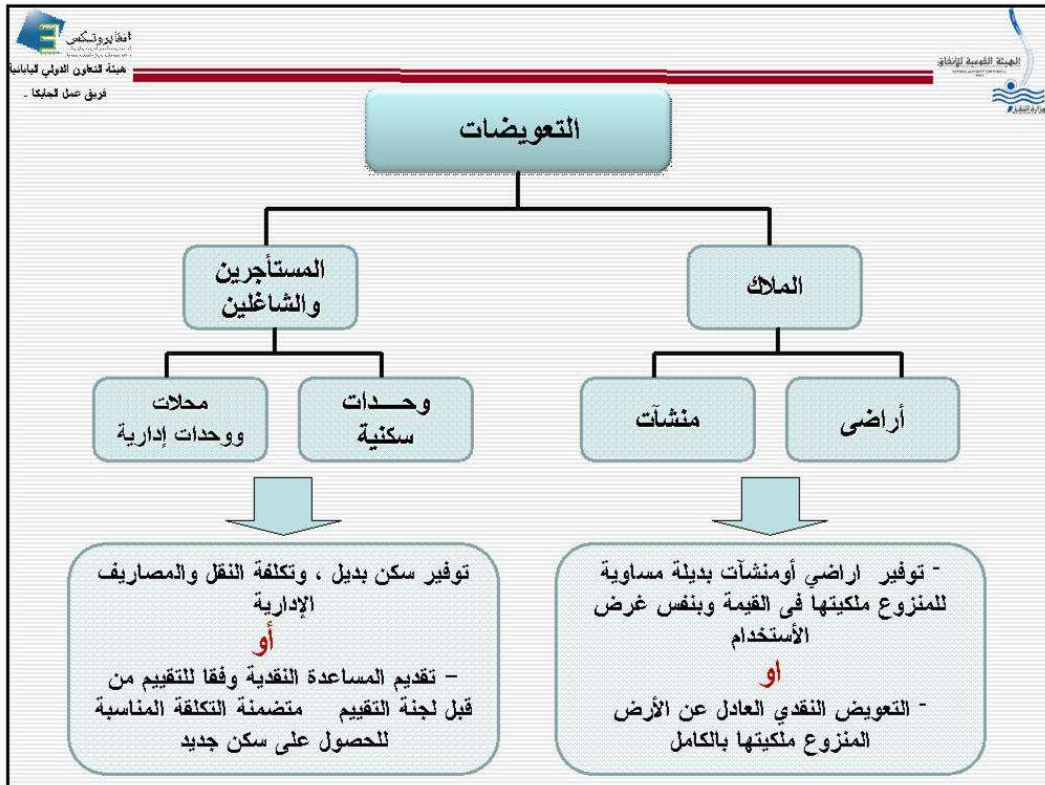 هيئة التعاون الدولي اليابانية
فريق عمل الجايكا -
الهيئة القومية للإنفاق
التعويضات
الملاك
المستأجرين
والشاغلين
أراضى
منشآت
وحـــدات
سكنية
محلات
ووحدات إدارية
- توفير اراضي أومنشآت بديلة مساوية
للمنزوع ملكيتها فى القيمة وبنفس غرض
الأستخدام
او
- التعويض النقدي العادل عن الأرض
المنزوع ملكيتها بالكامل
توفير سكن بديل ، وتكلفة النقل والمصاريف
الإدارية
أو
– تقديم المساعدة النقدية وفقا للتقييم من
قبل لجنة التقييم متضمنة التكلفة المناسبة
للحصول على سكن جديد